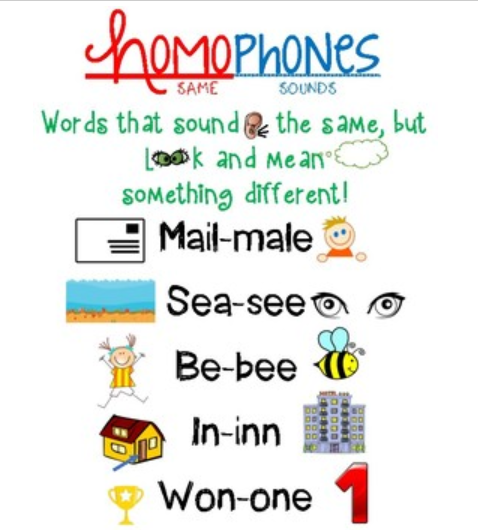 HOMOPHONES
SAME SOUNDS
Words that sound the same, but
Look and mean
something different!
Mail-male
Sea-see
Be-bee
In-inn
Won-one 1